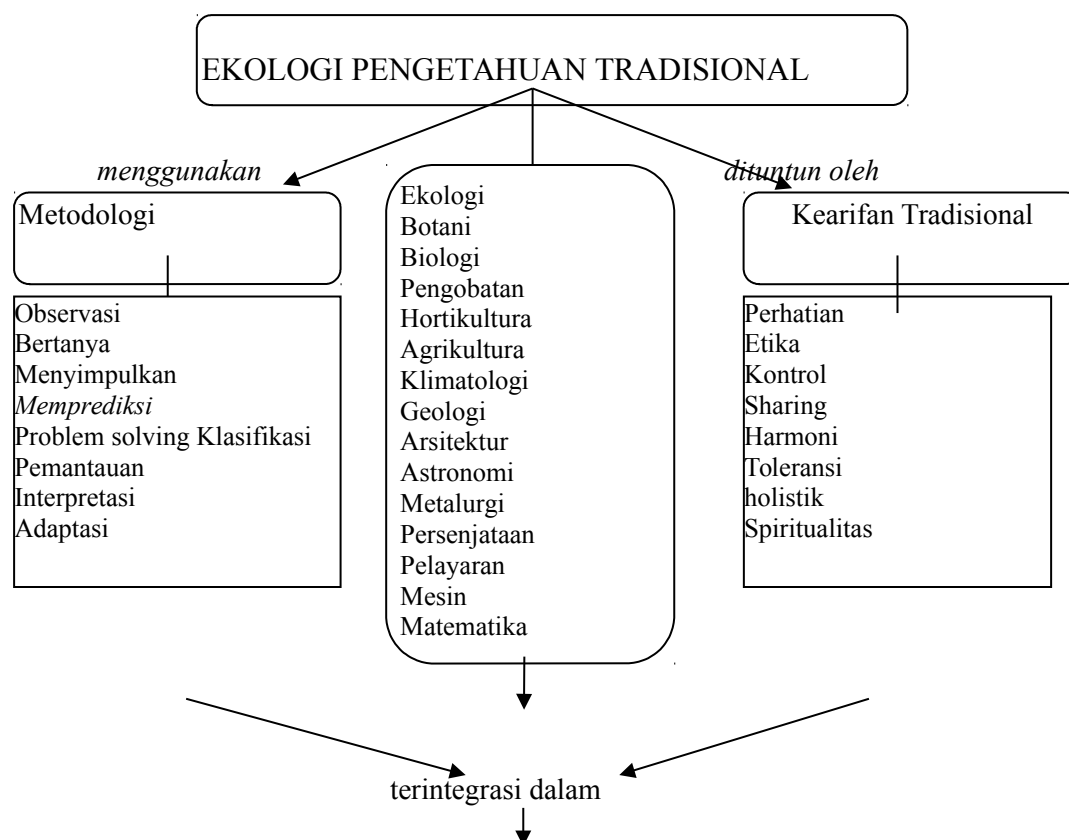 EKOLOGI PENGETAHUAN TRADISIONAL
menggunakan
dituntun oleh
Metodologi
Observasi
Bertanya
Menyimpulkan
Memprediksi
Problem solving Klasifikasi
Pemantauan
Interpretasi
Adaptasi
Ekologi
Botani
Biologi
Pengobatan
Hortikultura
Agrikultura
Klimatologi
Geologi
Arsitektur
Astronomi
Metalurgi
Persenjataan
Pelayaran
Mesin
Matematika
Kearifan Tradisional
Perhatian
Etika
Kontrol
Sharing
Harmoni
Toleransi
holistik
Spiritualitas
terintegrasi dalam